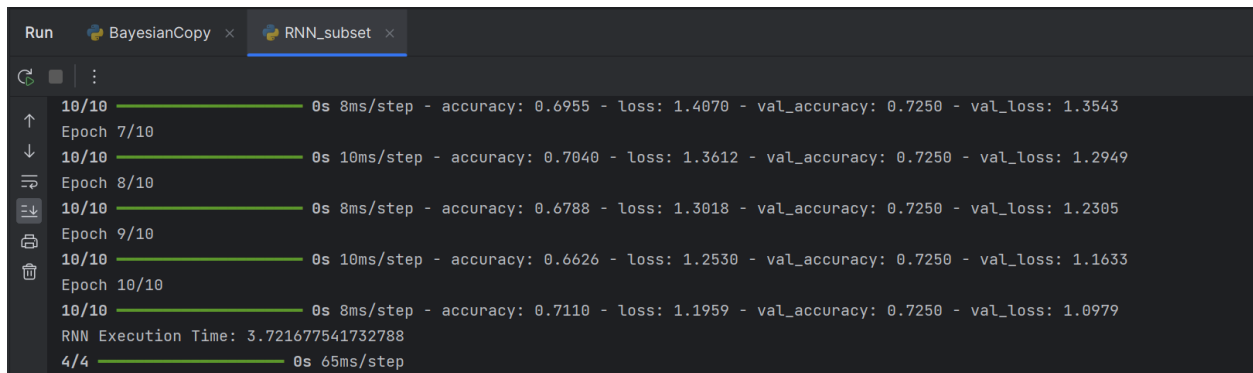 Run BayesianCopy × RNN_subset ×
10/10 ━━━━━━━━━━━━━━━━━━━━ 0s 8ms/step - accuracy: 0.6955 - loss: 1.4070 - val_accuracy: 0.7250 - val_loss: 1.3543
Epoch 7/10
10/10 ━━━━━━━━━━━━━━━━━━━━ 0s 10ms/step - accuracy: 0.7040 - loss: 1.3612 - val_accuracy: 0.7250 - val_loss: 1.2949
Epoch 8/10
10/10 ━━━━━━━━━━━━━━━━━━━━ 0s 8ms/step - accuracy: 0.6788 - loss: 1.3018 - val_accuracy: 0.7250 - val_loss: 1.2305
Epoch 9/10
10/10 ━━━━━━━━━━━━━━━━━━━━ 0s 10ms/step - accuracy: 0.6626 - loss: 1.2530 - val_accuracy: 0.7250 - val_loss: 1.1633
Epoch 10/10
10/10 ━━━━━━━━━━━━━━━━━━━━ 0s 8ms/step - accuracy: 0.7110 - loss: 1.1959 - val_accuracy: 0.7250 - val_loss: 1.0979
RNN Execution Time: 3.721677541732788
4/4 ━━━━━━━━━━━━━━━━━━━━ 0s 65ms/step